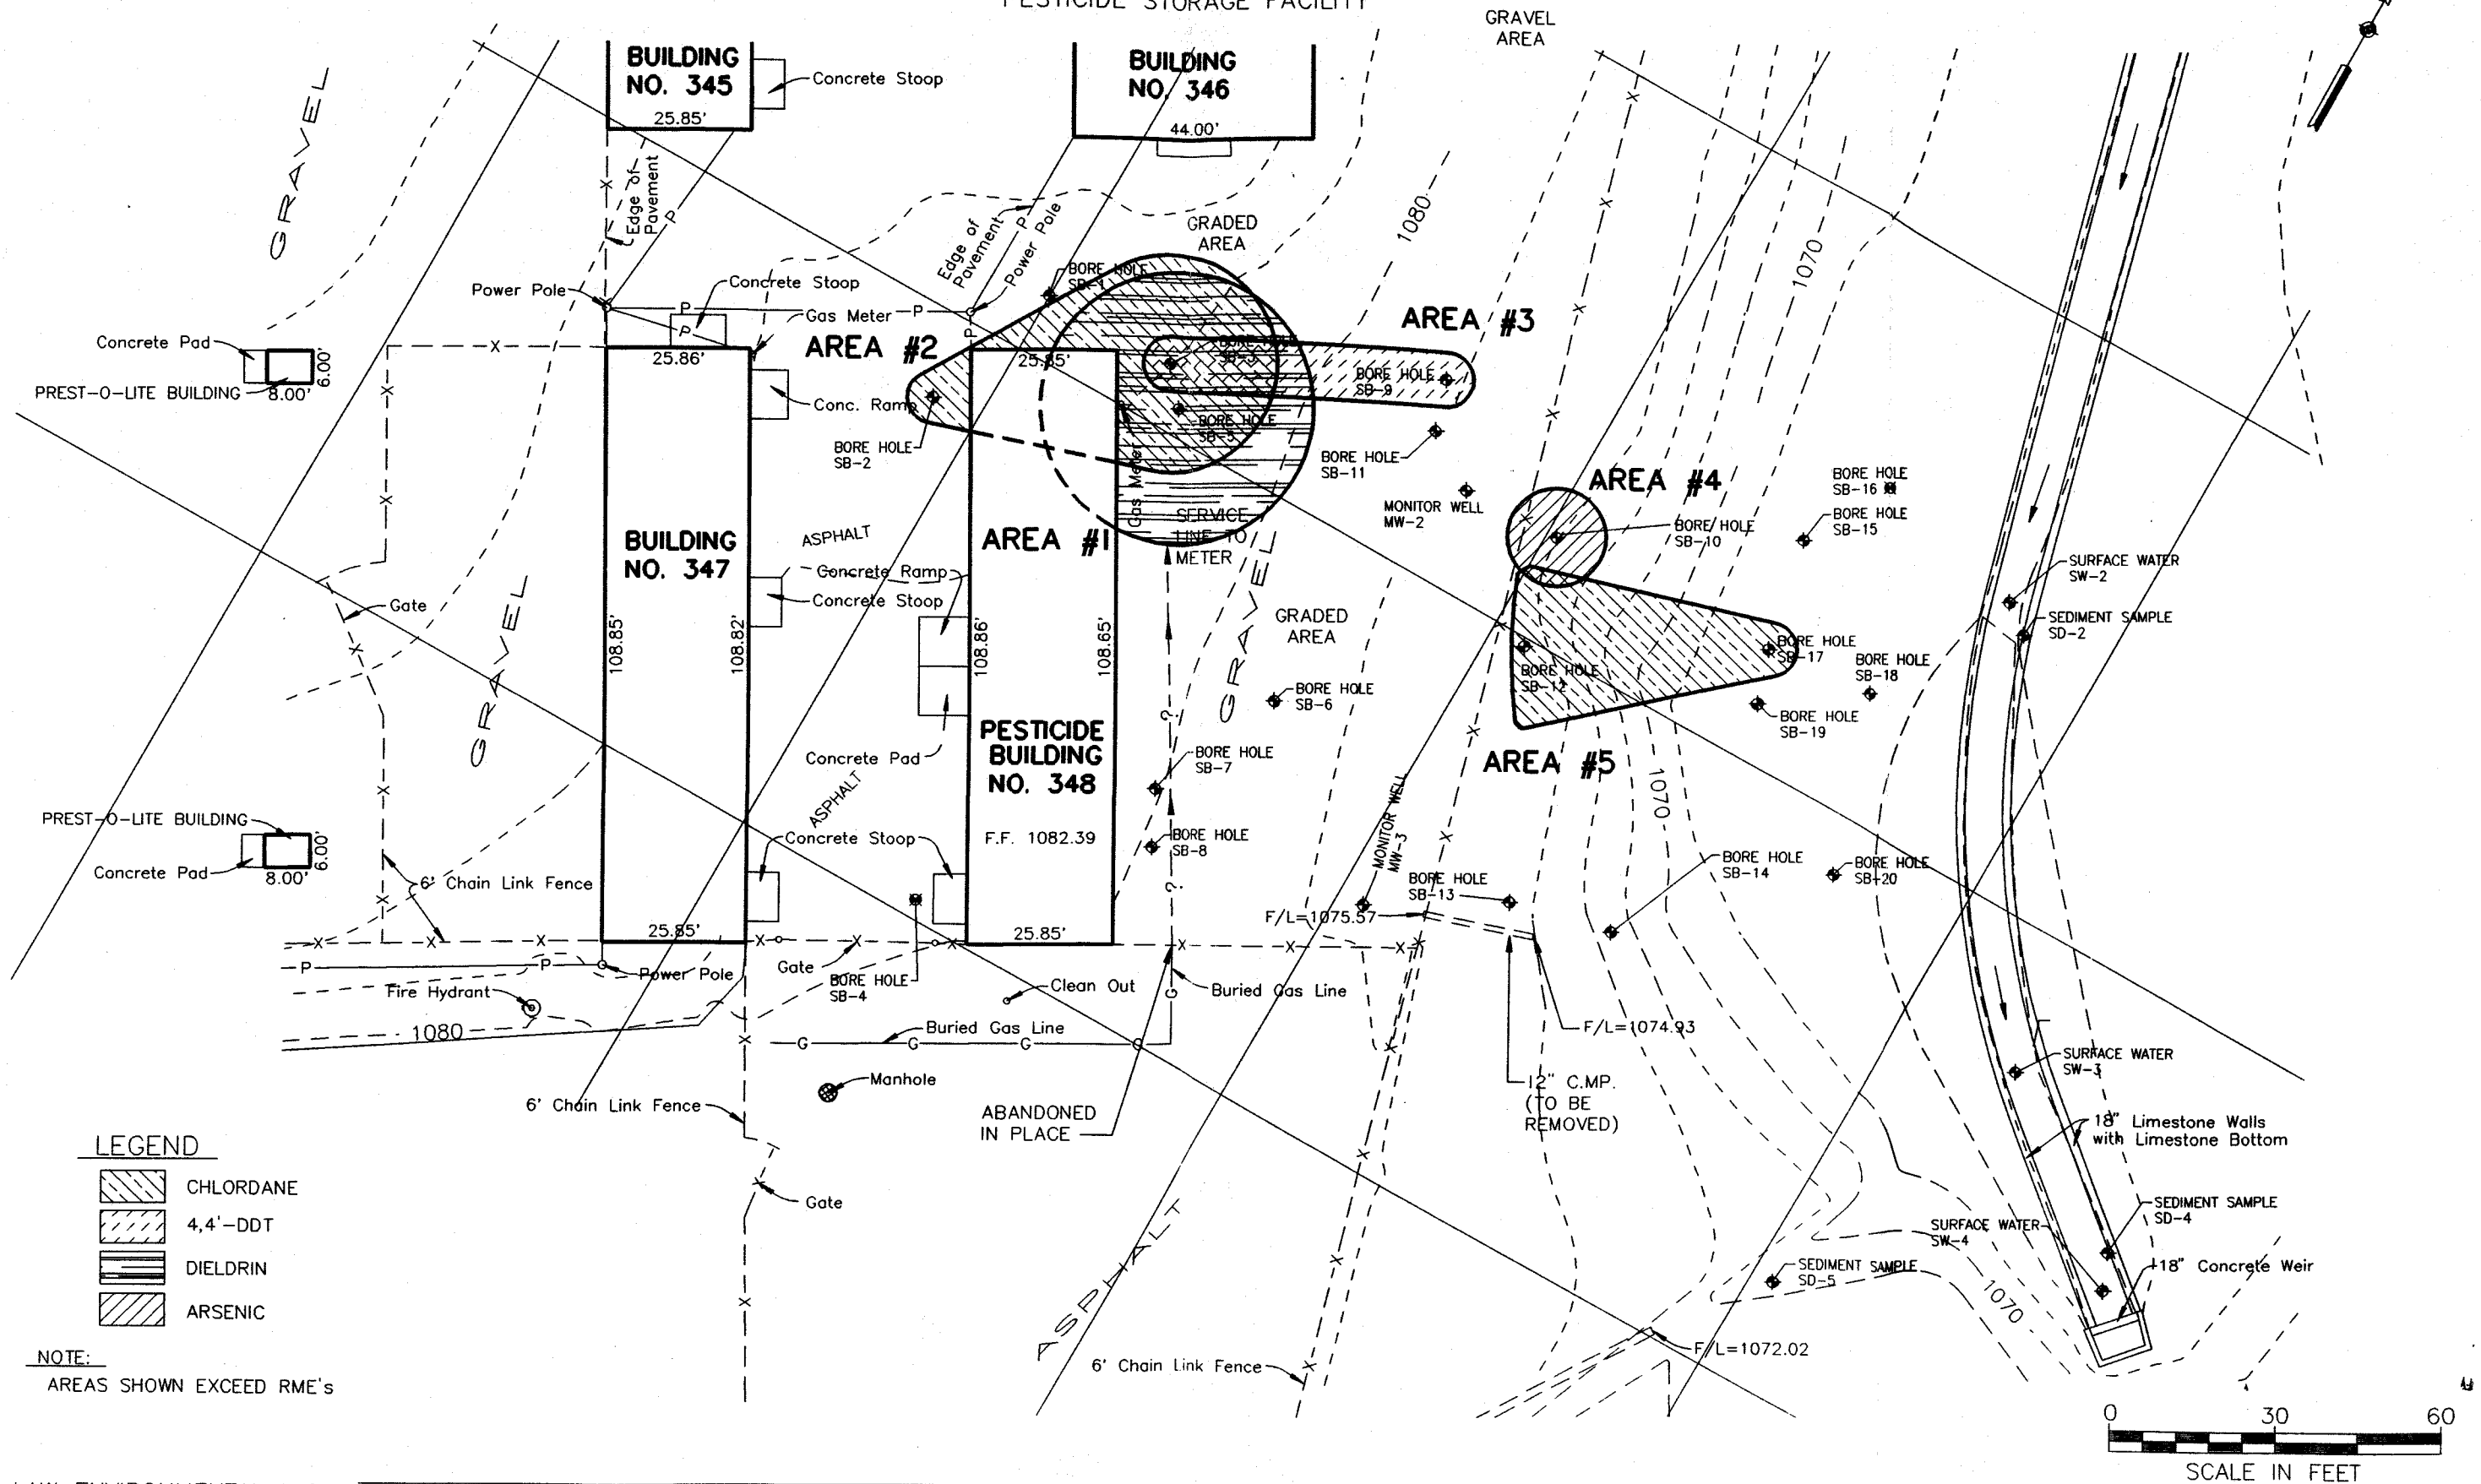 PESTICIDE STORAGE FACILITY
GRAVEL
AREA
BUILDING
NO. 345
25.85'
Concrete Stoop
BUILDING
NO. 346
44.00'
GRAVEL
Edge of
Pavement
P
Edge of
Pavement
P
Power Pole
GRADED
AREA
1080
1070
BORE HOLE
SB-1
Power Pole
P
P
P
P
Concrete Stoop
Gas Meter
25.86'
AREA #2
25.85'
AREA #3
BORE HOLE
SB-3
BORE HOLE
SB-9
Concrete Pad
PREST-O-LITE BUILDING
8.00'
6.00'
Conc. Ramp
BORE HOLE
SB-2
BORE HOLE
SB-5
Gas Meter
BORE HOLE
SB-11
MONITOR WELL
MW-2
AREA #4
BORE HOLE
SB-10
BORE HOLE
SB-16
BORE HOLE
SB-15
SERVICE
LINE TO
METER
BUILDING
NO. 347
ASPHALT
AREA #1
Concrete Ramp
Concrete Stoop
GRAVEL
GRAVEL
Gate
108.85'
108.82'
108.86'
108.65'
GRADED
AREA
SURFACE WATER
SW-2
SEDIMENT SAMPLE
SD-2
BORE HOLE
SB-12
BORE HOLE
SB-17
BORE HOLE
SB-18
BORE HOLE
SB-19
BORE HOLE
SB-6
AREA #5
?
PESTICIDE
BUILDING
NO. 348
F.F. 1082.39
Concrete Pad
ASPHALT
BORE HOLE
SB-7
BORE HOLE
SB-8
?
1070
MONITOR WELL
MW-3
PREST-O-LITE BUILDING
Concrete Pad
8.00'
6.00'
6' Chain Link Fence
Concrete Stoop
BORE HOLE
SB-13
BORE HOLE
SB-14
BORE HOLE
SB-20
F/L=1075.57
25.85'
25.85'
P
P
Power Pole
Gate
BORE HOLE
SB-4
Clean Out
G
Buried Gas Line
Fire Hydrant
1080
Buried Gas Line
G
G
G
F/L=1074.93
Manhole
6' Chain Link Fence
ABANDONED
IN PLACE
12" C.MP.
(TO BE
REMOVED)
SURFACE WATER
SW-3
18" Limestone Walls
with Limestone Bottom
Gate
ASPHALT
SURFACE WATER
SW-4
SEDIMENT SAMPLE
SD-4
SEDIMENT SAMPLE
SD-5
18" Concrete Weir
1070
F/L=1072.02
6' Chain Link Fence
LEGEND
CHLORDANE
4,4'-DDT
DIELDRIN
ARSENIC
NOTE:
AREAS SHOWN EXCEED RME's
0 30 60
SCALE IN FEET